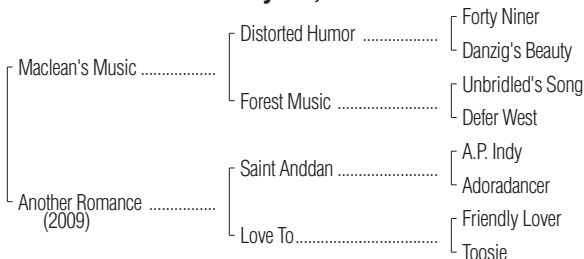 Forty Niner
Distorted Humor ..................
Danzig's Beauty
Maclean's Music ..................
Unbridled's Song
Forest Music ........................
Defer West
A.P. Indy
Saint Anddan ........................
Adoradancer
Another Romance ................
(2009)
Friendly Lover
Love To..................................
Toosie